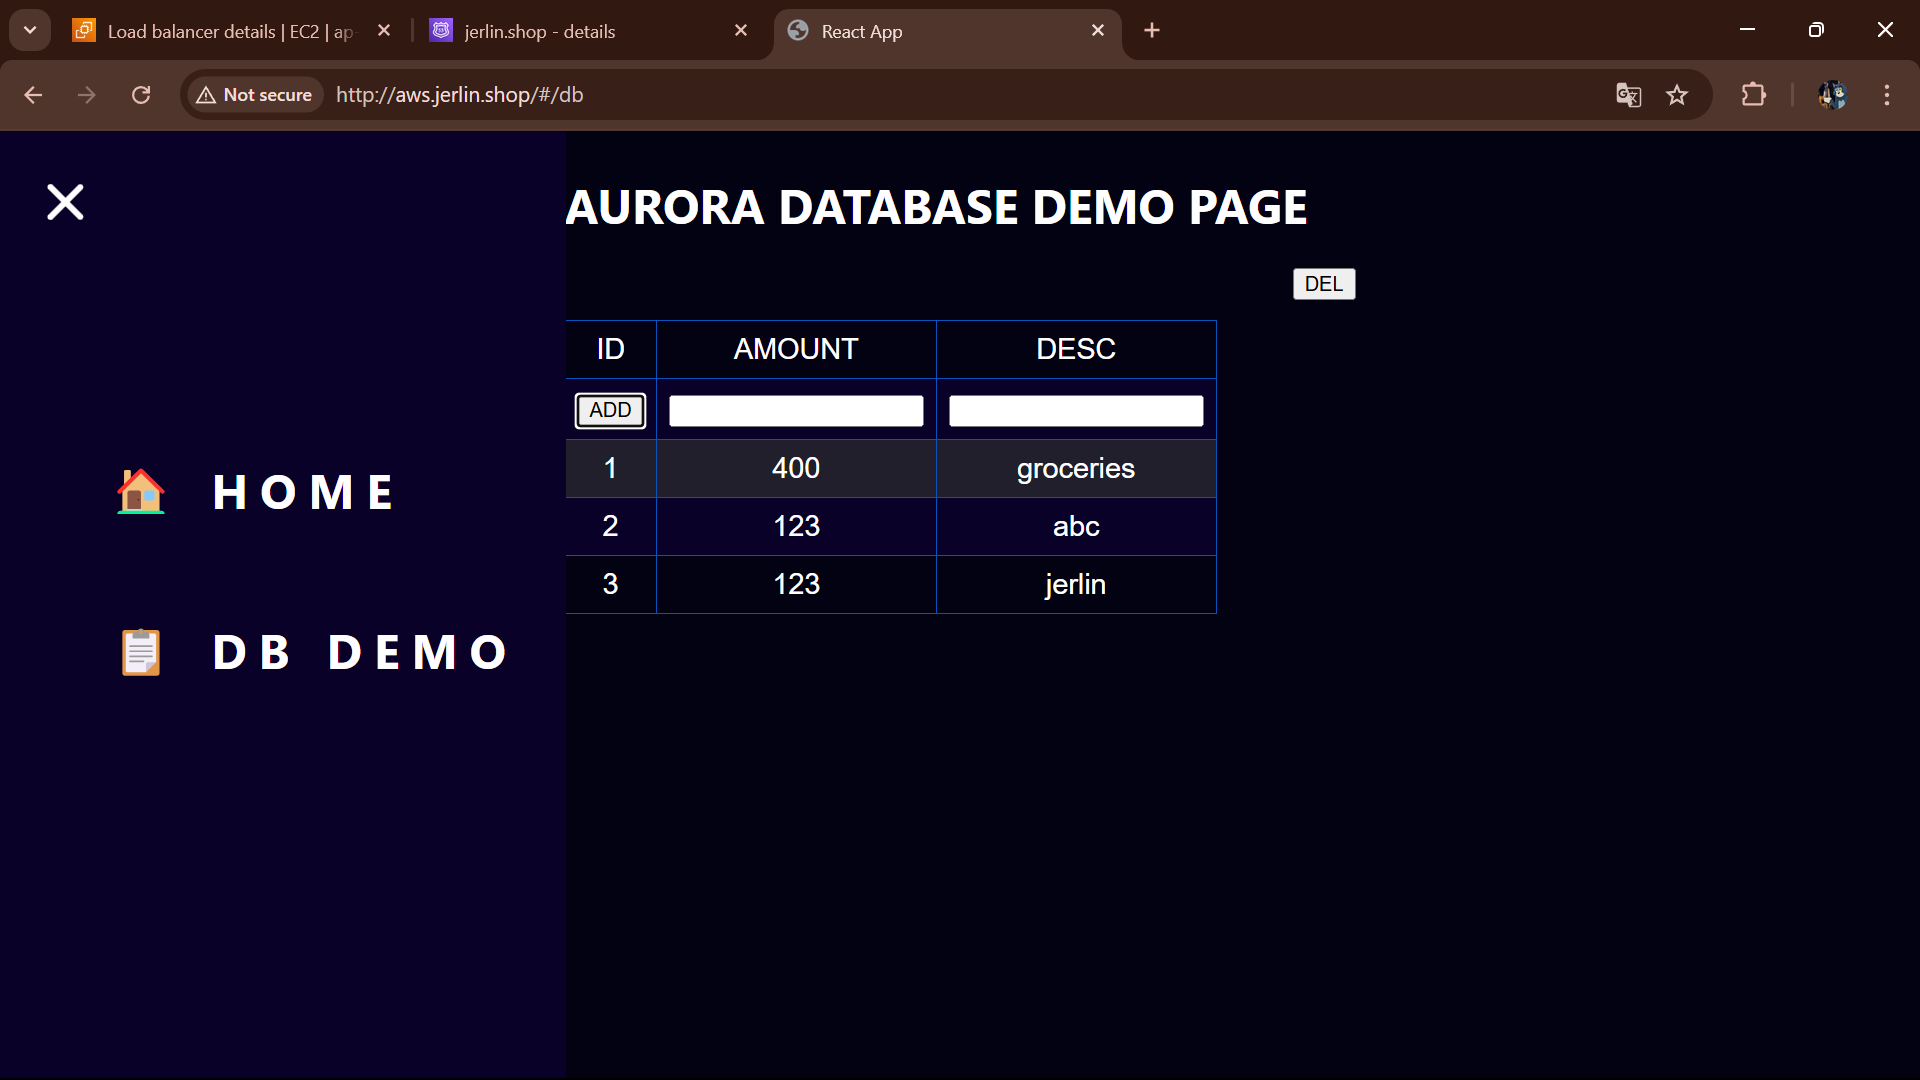 Load balancer details | EC2 | ap-
jerlin.shop - details
React App
Not secure
http://aws.jerlin.shop/#/db
AURORA DATABASE DEMO PAGE
DEL
ID AMOUNT DESC
ADD
1 400 groceries
2 123 abc
3 123 jerlin
HOME
DB DEMO